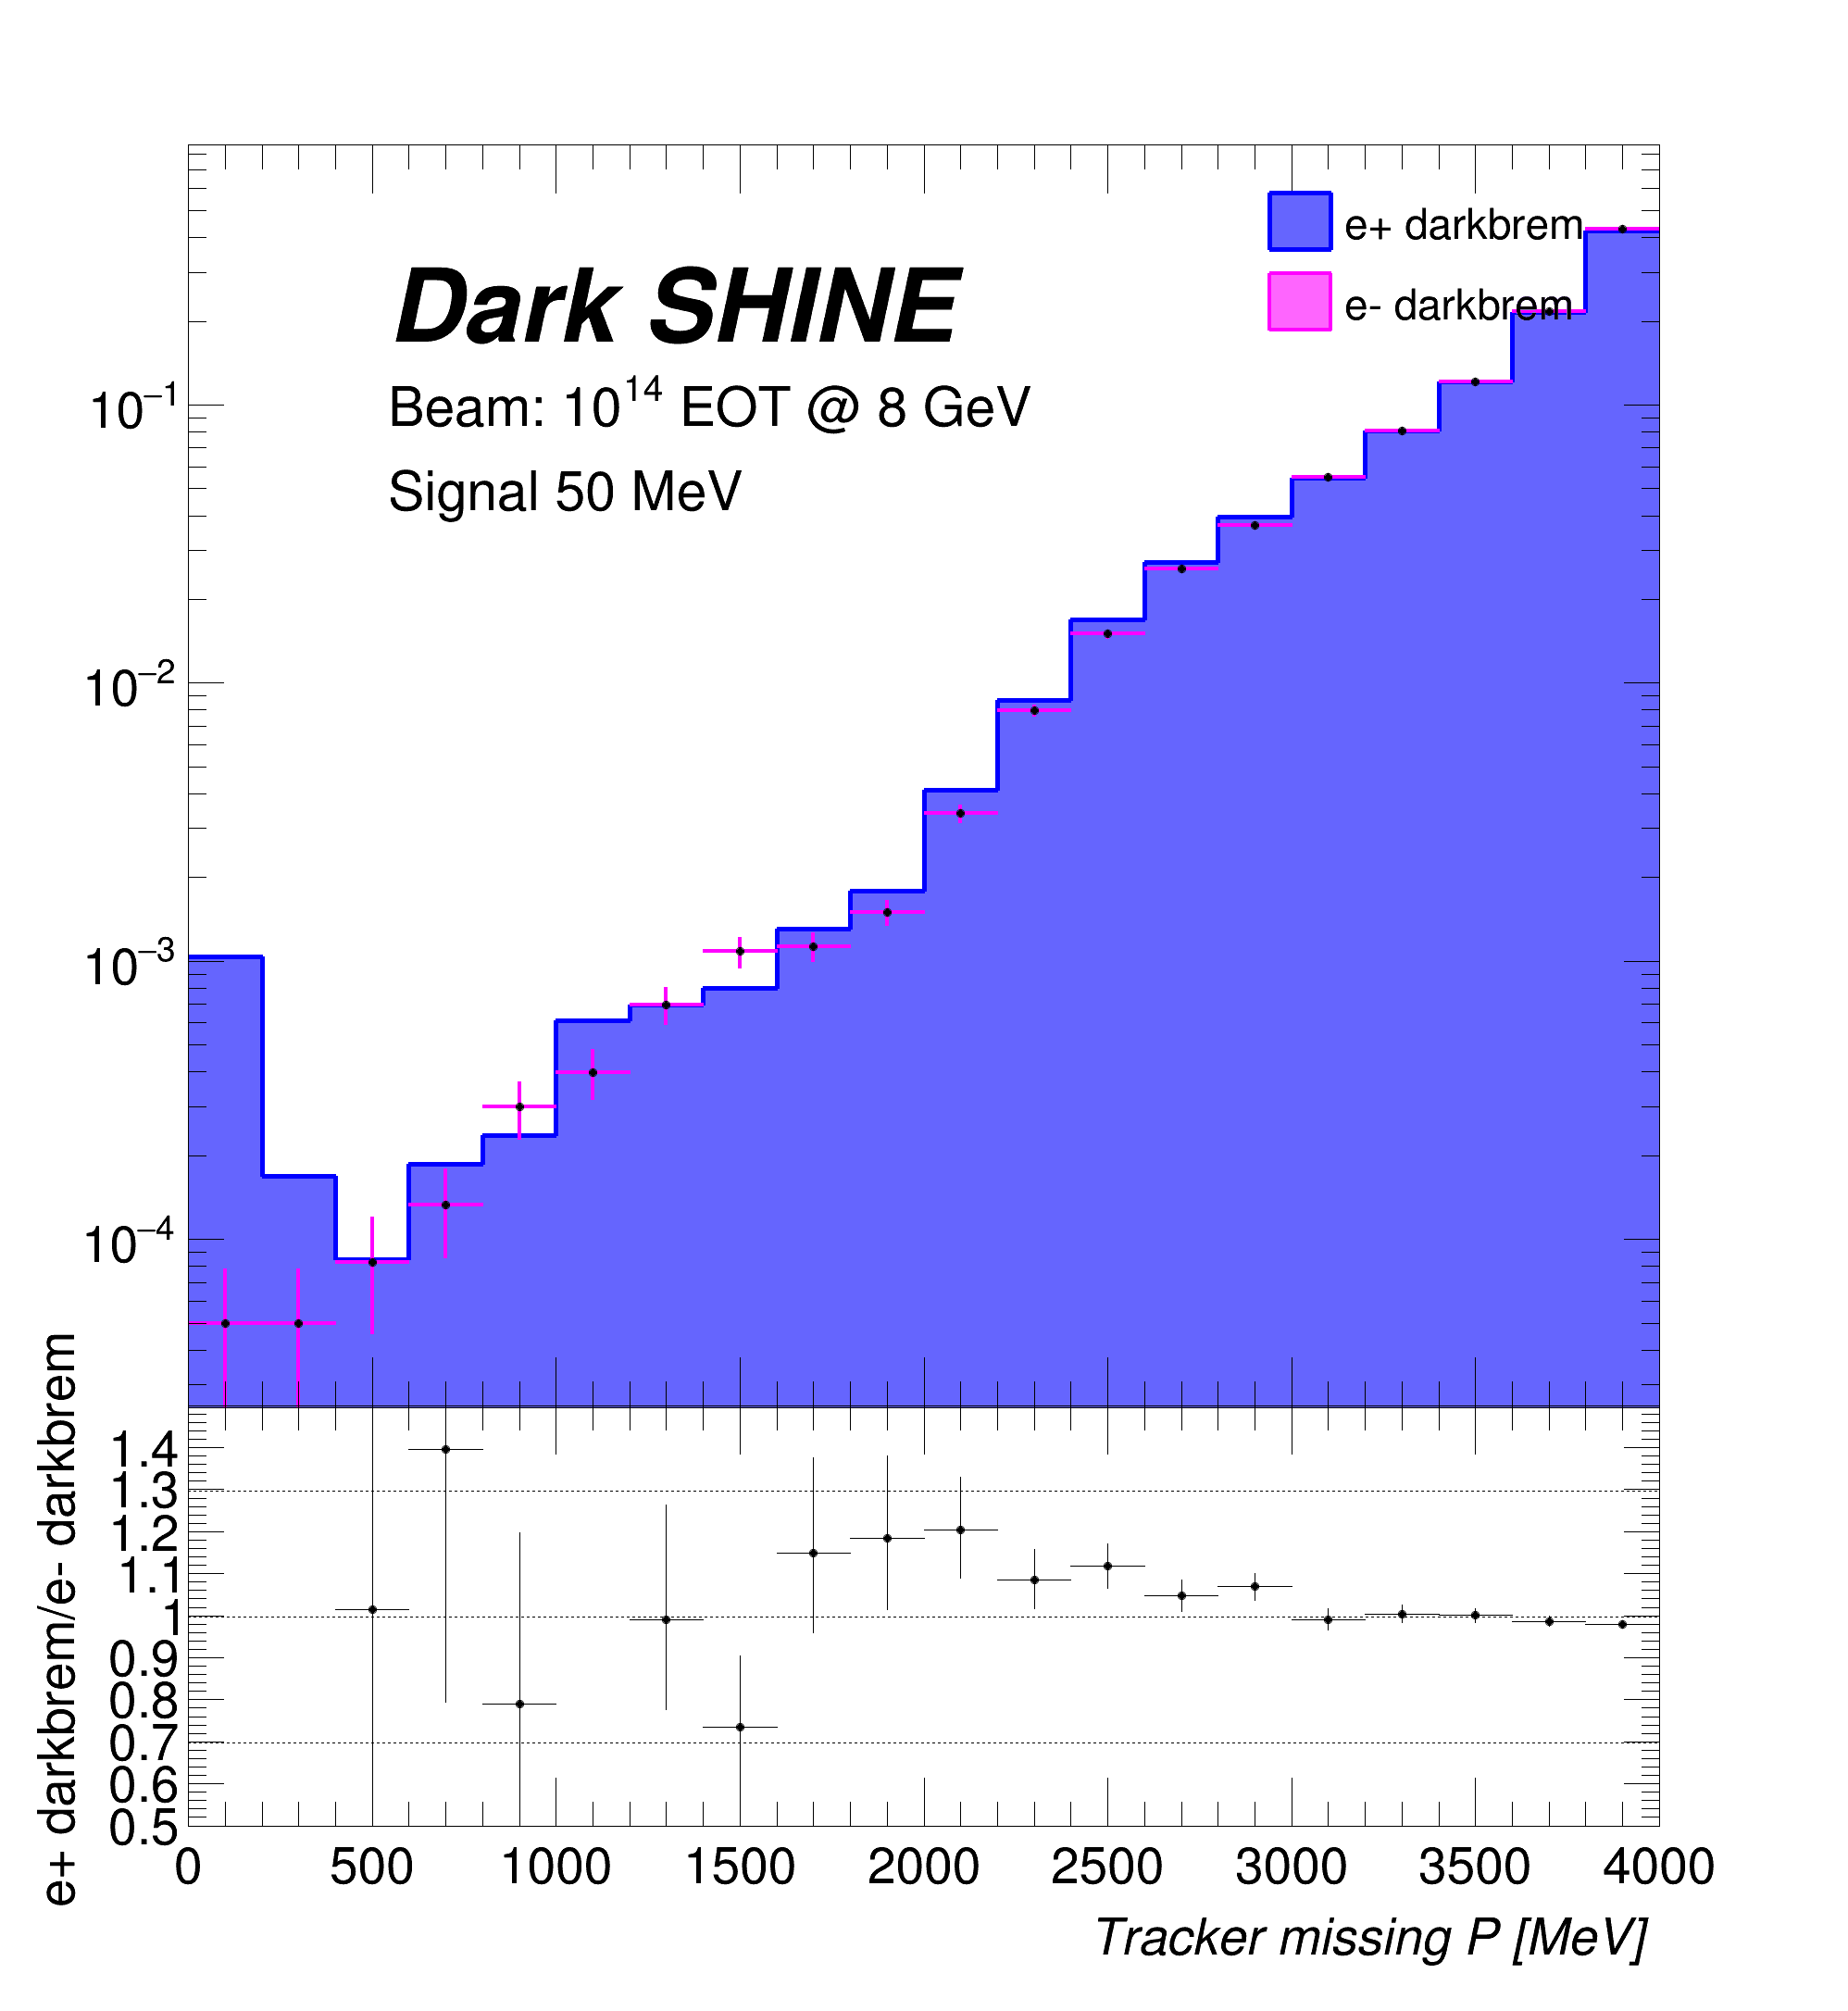 e+ darkbrem
e- darkbrem
Dark SHINE
Beam: 10¹⁴ EOT @ 8 GeV
Signal 50 MeV
10⁻¹
10⁻²
10⁻³
10⁻⁴
e+ darkbrem/e- darkbrem
1.4
1.3
1.2
1.1
1
0.9
0.8
0.7
0.6
0.5
0 500 1000 1500 2000 2500 3000 3500 4000
Tracker missing P [MeV]